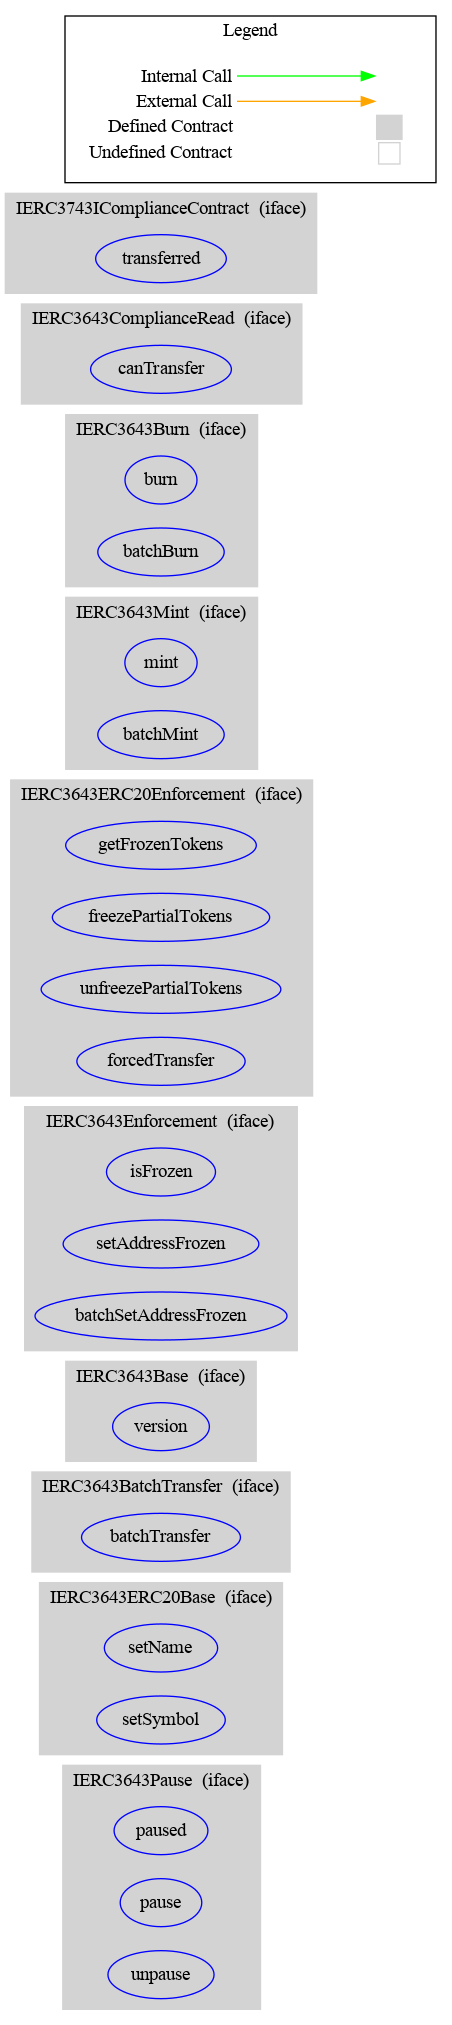 Legend
Internal Call
External Call
Defined Contract
Undefined Contract
IERC3743IComplianceContract (iface)
transferred
IERC3643ComplianceRead (iface)
canTransfer
IERC3643Burn (iface)
burn
batchBurn
IERC3643Mint (iface)
mint
batchMint
IERC3643ERC20Enforcement (iface)
getFrozenTokens
freezePartialTokens
unfreezePartialTokens
forcedTransfer
IERC3643Enforcement (iface)
isFrozen
setAddressFrozen
batchSetAddressFrozen
IERC3643Base (iface)
version
IERC3643BatchTransfer (iface)
batchTransfer
IERC3643ERC20Base (iface)
setName
setSymbol
IERC3643Pause (iface)
paused
pause
unpause